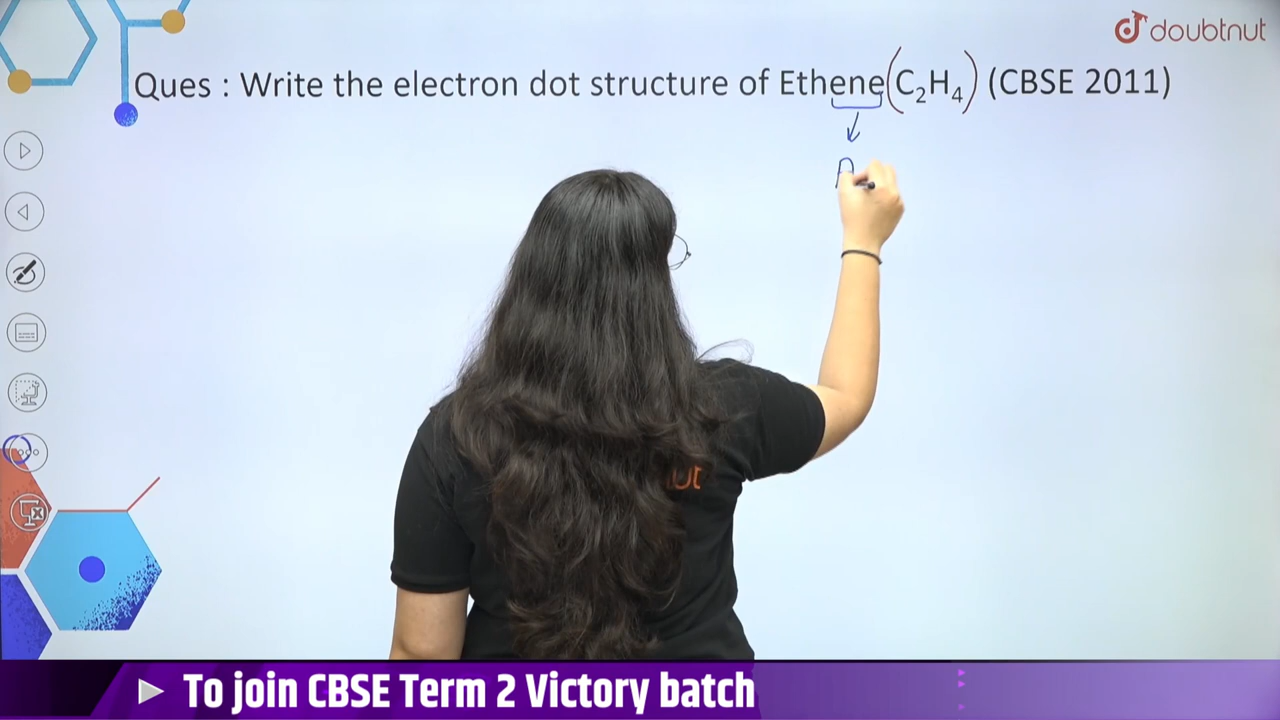 doubtnut
Ques : Write the electron dot structure of Ethene(C₂H₄) (CBSE 2011)
To join CBSE Term 2 Victory batch